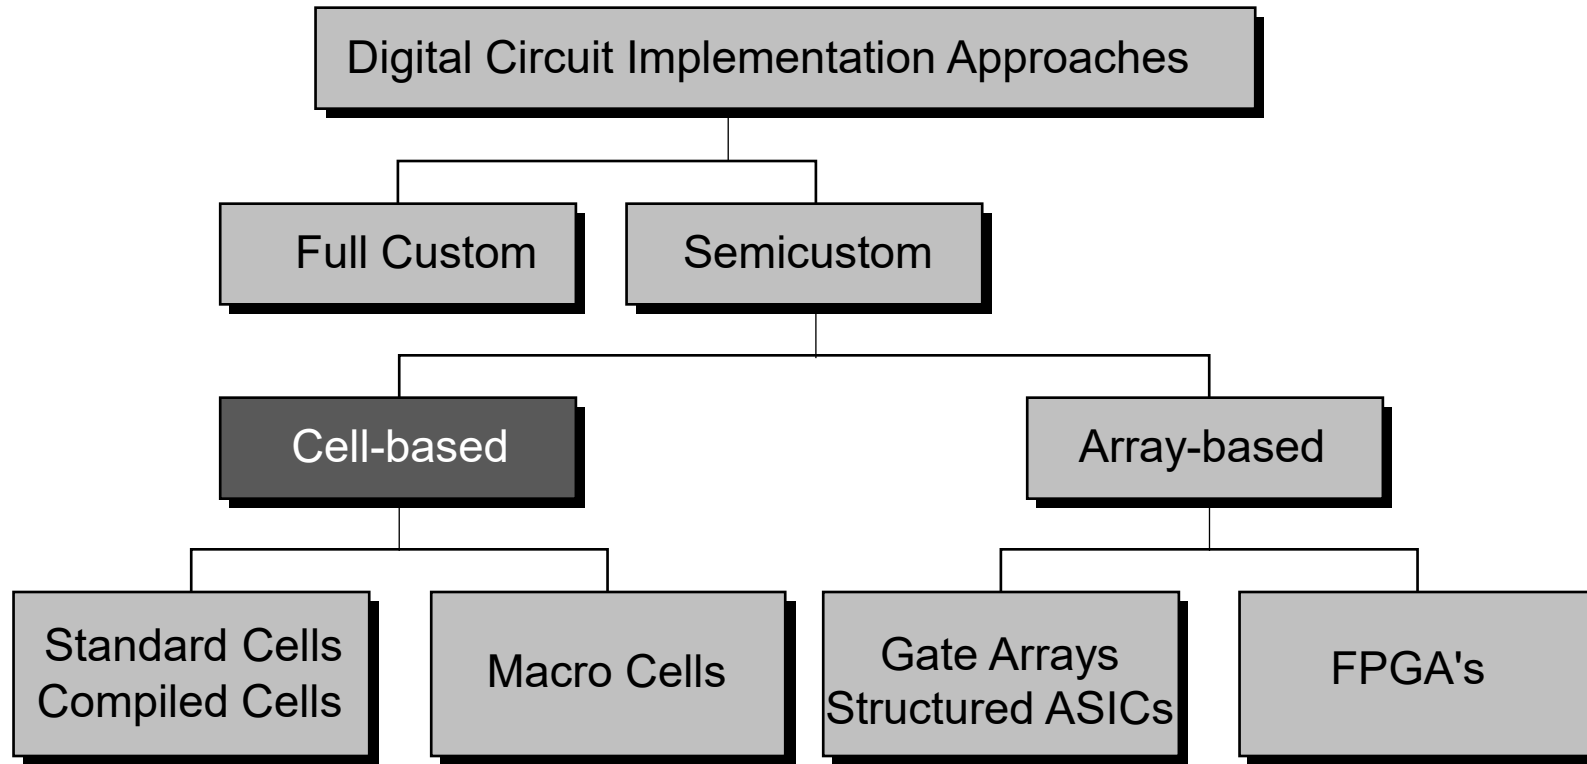 Digital Circuit Implementation Approaches
Full Custom
Semicustom
Cell-based
Array-based
Standard Cells
Compiled Cells
Macro Cells
Gate Arrays
Structured ASICs
FPGA's